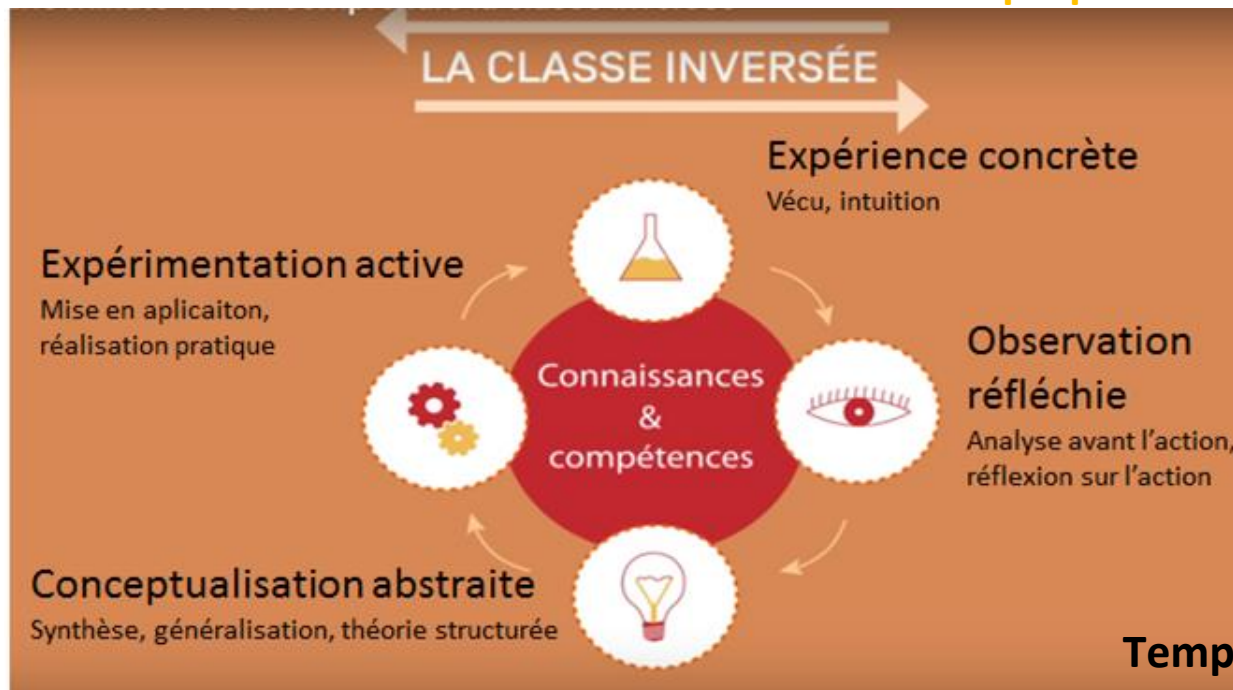 LA CLASSE INVERSÉE
Expérience concrète
Vécu, intuition
Expérimentation active
Mise en aplicaiton,
réalisation pratique
Connaissances
&
compétences
Observation
réfléchie
Analyse avant l'action,
réflexion sur l'action
Conceptualisation abstraite
Synthèse, généralisation, théorie structurée
Temp